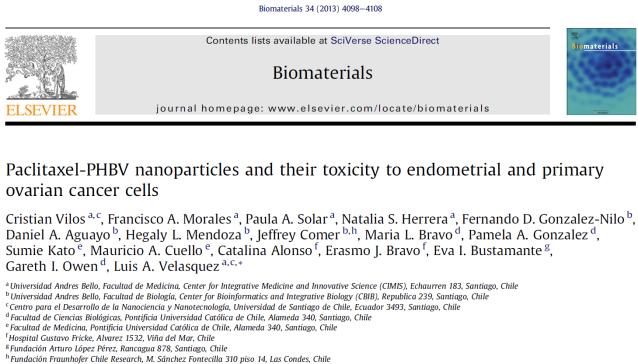 Biomaterials 34 (2013) 4098–4108
Contents lists available at SciVerse ScienceDirect
Biomaterials
journal homepage: www.elsevier.com/locate/biomaterials
ELSEVIER
Biomaterials
Paclitaxel-PHBV nanoparticles and their toxicity to endometrial and primary
ovarian cancer cells
Cristian Vilos a,c, Francisco A. Morales a, Paula A. Solar a, Natalia S. Herrera a, Fernando D. Gonzalez-Nilo b,
Daniel A. Aguayo b, Hegaly L. Mendoza b, Jeffrey Comer b,h, Maria L. Bravo d, Pamela A. Gonzalez d,
Sumie Kato e, Mauricio A. Cuello e, Catalina Alonso f, Erasmo J. Bravo f, Eva I. Bustamante g,
Gareth I. Owen d, Luis A. Velasquez a,c,*
a Universidad Andres Bello, Facultad de Medicina, Center for Integrative Medicine and Innovative Science (CIMIS), Echaurren 183, Santiago, Chile
b Universidad Andres Bello, Facultad de Biología, Center for Bioinformatics and Integrative Biology (CBIB), Republica 239, Santiago, Chile
c Centro para el Desarrollo de la Nanociencia y Nanotecnología, Universidad de Santiago de Chile, Ecuador 3493, Santiago, Chile
d Facultad de Ciencias Biológicas, Pontificia Universidad Católica de Chile, Alameda 340, Santiago, Chile
e Facultad de Medicina, Pontificia Universidad Católica de Chile, Alameda 340, Santiago, Chile
f Hospital Gustavo Fricke, Alvarez 1532, Viña del Mar, Chile
g Fundación Arturo López Pérez, Rancagua 878, Santiago, Chile
h Fundación Fraunhofer Chile Research, M. Sánchez Fontecilla 310 piso 14, Las Condes, Chile